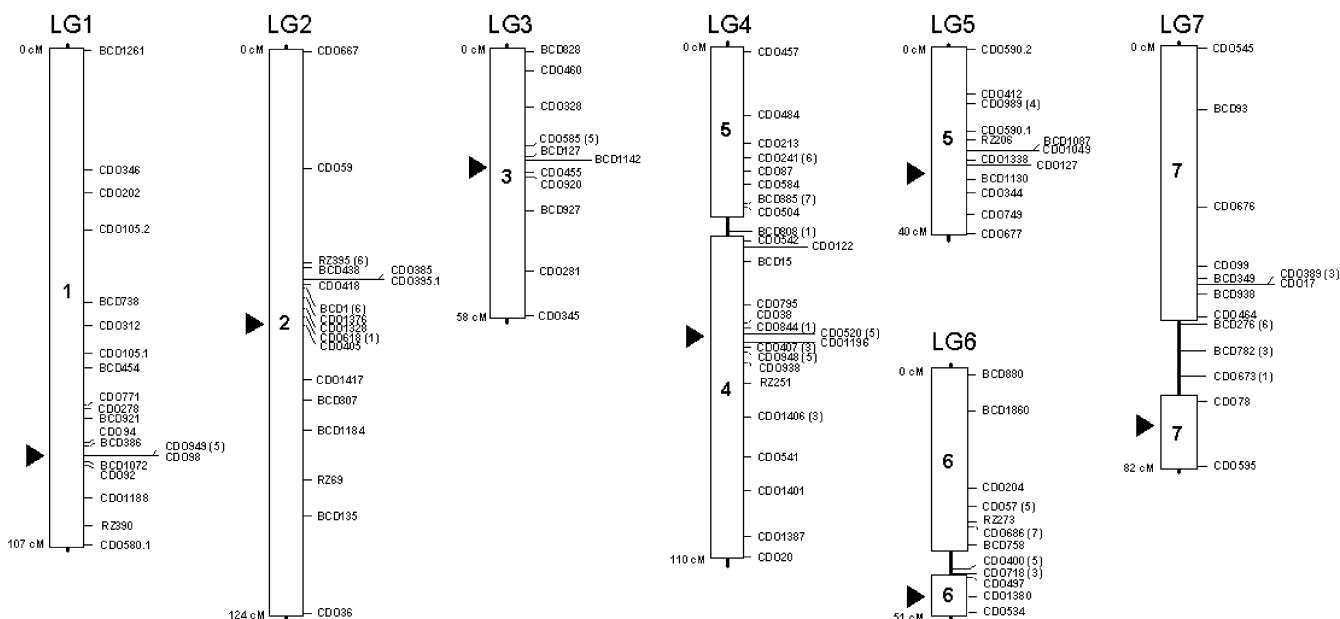 LG1
0 cM
BCD1261
CDO346
CDO202
CDO105.2
1
BCD738
CDO312
CDO105.1
BCD454
CDO771
CDO278
BCD921
CDO94
BCD386
CDO949 (5)
CDO98
BCD1072
CDO92
CDO1188
RZ390
107 cM
CDO580.1
LG2
0 cM
CDO667
CDO59
RZ395 (6)
BCD438
CDO385
CDO395.1
CDO418
BCD1 (6)
CDO1376
CDO1328
2
CDO618 (1)
CDO405
CDO1417
BCD307
BCD1184
RZ69
BCD135
124 cM
CDO36
LG3
0 cM
BCD828
CDO460
CDO328
CDO585 (5)
BCD127
BCD1142
3
CDO455
CDO920
BCD927
CDO281
58 cM
CDO345
LG4
0 cM
CDO457
CDO484
5
CDO213
CDO241 (6)
CDO87
CDO584
BCD885 (7)
CDO504
BCD808 (1)
CDO542
CDO122
BCD15
CDO795
CDO38
CDO844 (1)
CDO520 (5)
CDO1196
CDO407 (3)
CDO948 (5)
CDO938
RZ251
4
CDO1406 (3)
CDO541
CDO1401
CDO1387
110 cM
CDO20
LG5
0 cM
CDO590.2
CDO412
CDO989 (4)
CDO590.1
5
RZ206
BCD1087
CDO1049
CDO1338
CDO127
BCD1130
CDO344
CDO749
40 cM
CDO677
LG6
0 cM
BCD880
BCD1860
6
CDO204
CDO57 (5)
RZ273
CDO686 (7)
BCD758
CDO400 (5)
CDO718 (3)
CDO497
6
CDO1380
51 cM
CDO534
LG7
0 cM
CDO545
BCD93
7
CDO676
CDO99
CDO389 (3)
BCD349
CDO17
BCD938
CDO464
BCD276 (6)
BCD782 (3)
CDO673 (1)
CDO78
7
82 cM
CDO595